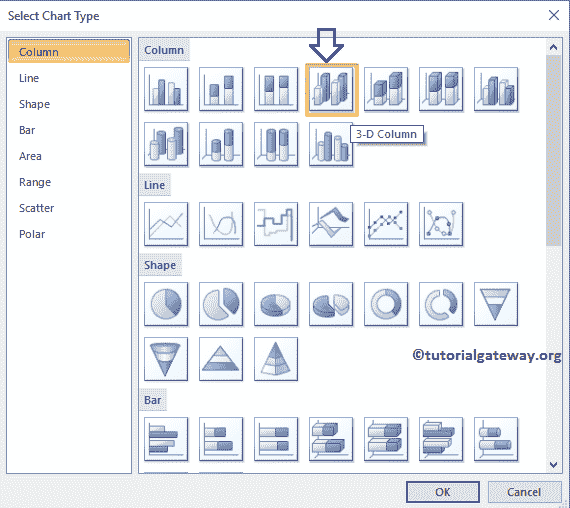 Select Chart Type
Column
Line
Shape
Bar
Area
Range
Scatter
Polar
Column
3-D Column
Line
Shape
©tutorialgateway.org
Bar
OK
Cancel